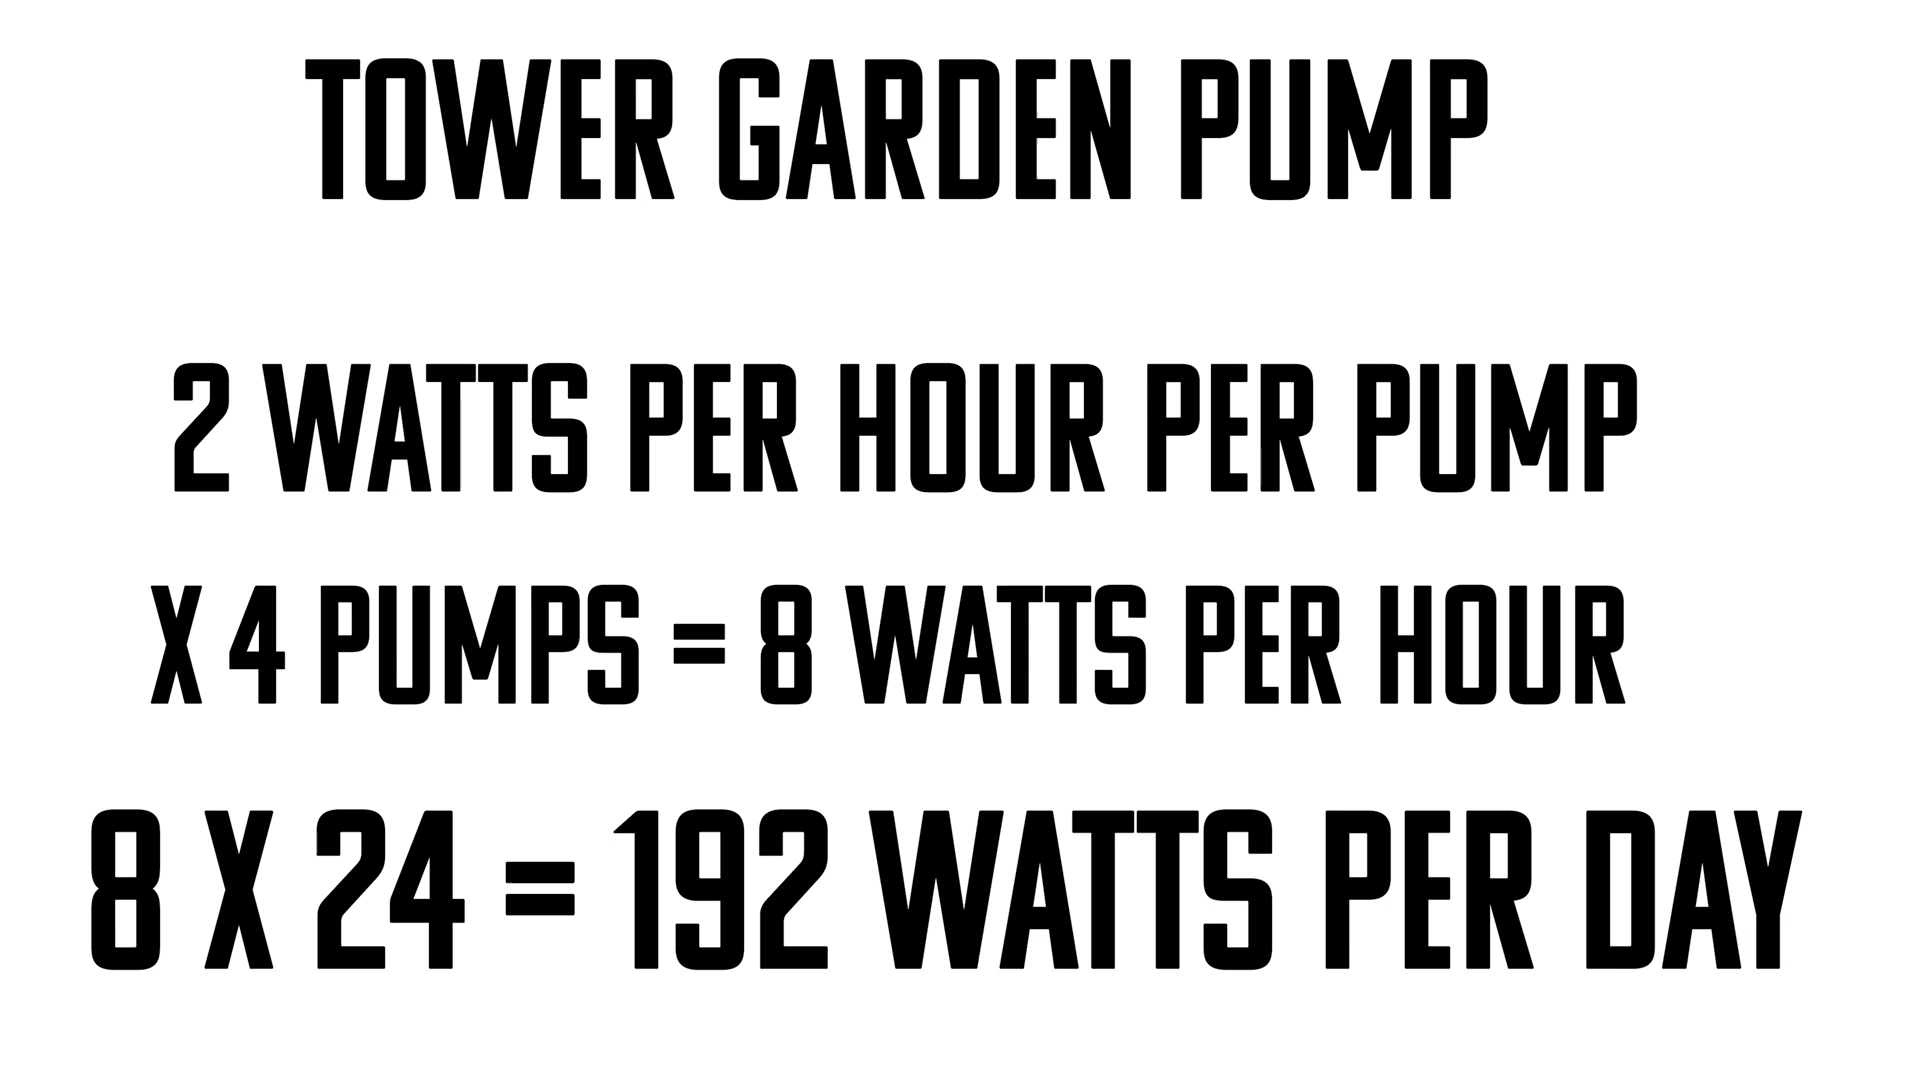 TOWER GARDEN PUMP
2 WATTS PER HOUR PER PUMP
X 4 PUMPS = 8 WATTS PER HOUR
8 X 24 = 192 WATTS PER DAY